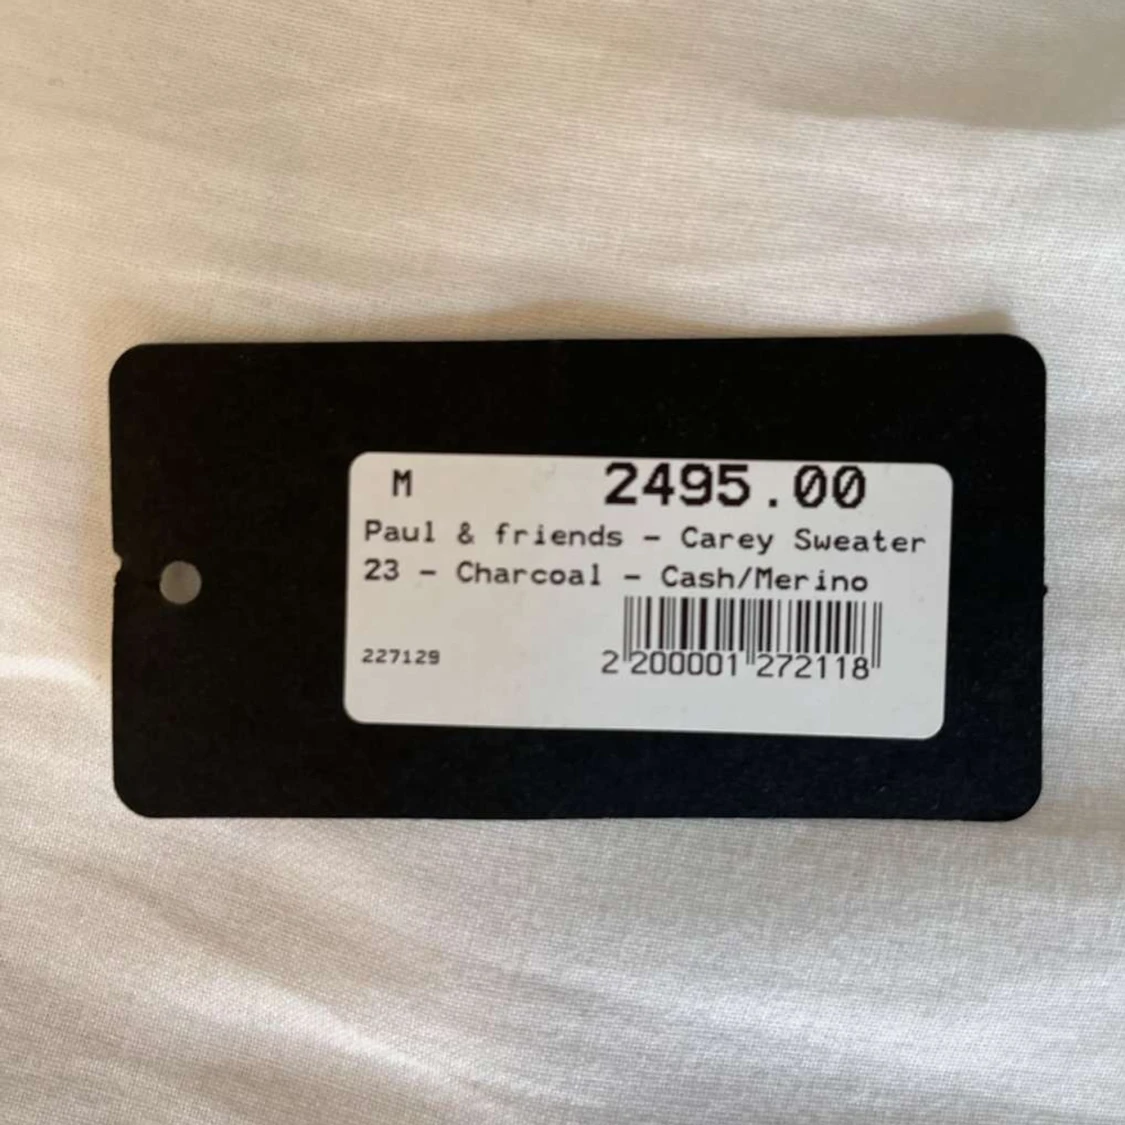 M 2495.00
Paul & friends - Carey Sweater
23 - Charcoal - Cash/Merino
227129 2 200001 272118